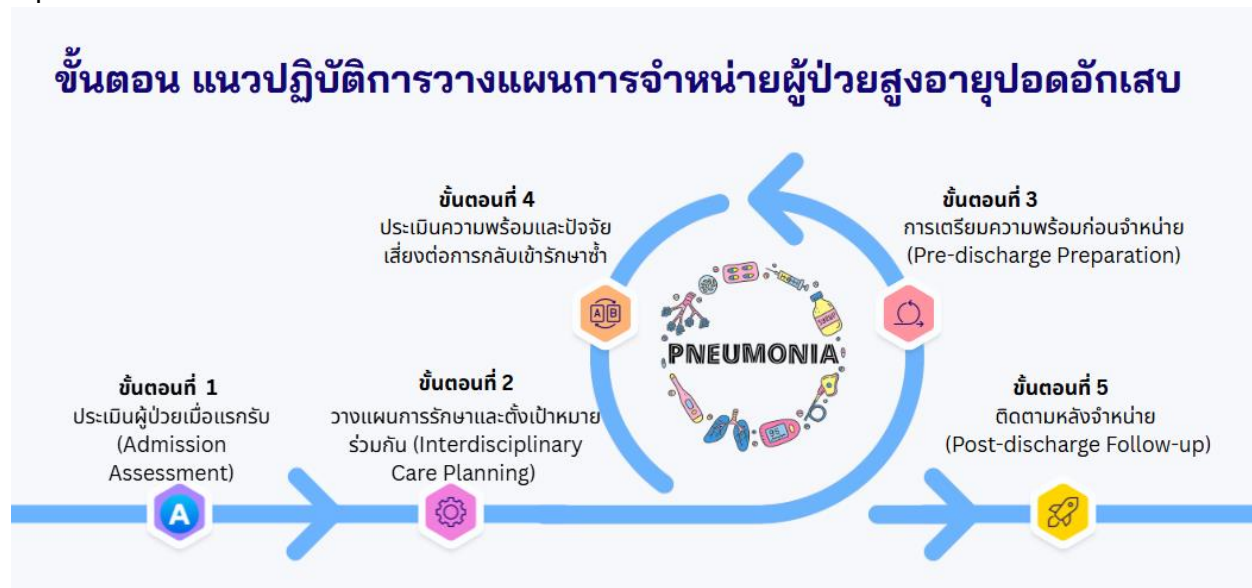 ขั้นตอน แนวปฏิบัติการวางแผนการจำหน่ายผู้ป่วยสูงอายุปอดอักเสบ
ขั้นตอนที่ 1
ประเมินผู้ป่วยเมื่อแรกรับ
(Admission
Assessment)
A
ขั้นตอนที่ 2
วางแผนการรักษาและตั้งเป้าหมาย
ร่วมกัน (Interdisciplinary
Care Planning)
ขั้นตอนที่ 3
การเตรียมความพร้อมก่อนจำหน่าย
(Pre-discharge Preparation)
ขั้นตอนที่ 4
ประเมินความพร้อมและปัจจัย
เสี่ยงต่อการกลับเข้ารักษาซ้ำ
A B
SYRUP
PNEUMONIA
ขั้นตอนที่ 5
ติดตามหลังจำหน่าย
(Post-discharge Follow-up)